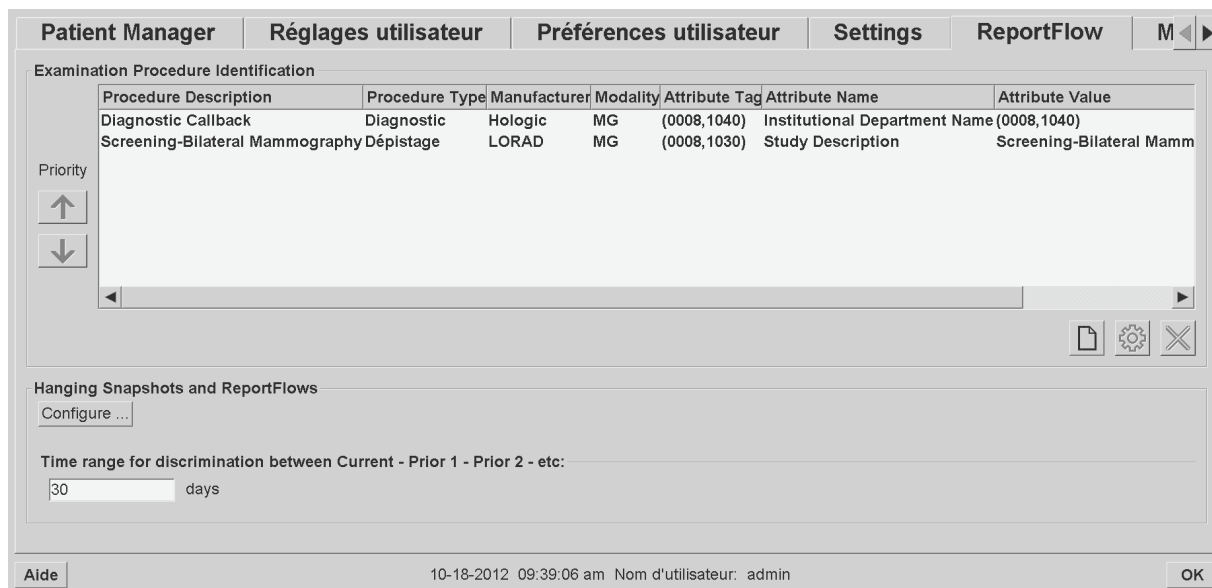 Patient Manager Réglages utilisateur Préférences utilisateur Settings ReportFlow M
Examination Procedure Identification
Procedure Description Procedure Type Manufacturer Modality Attribute Tag Attribute Name Attribute Value
Diagnostic Callback Diagnostic Hologic MG (0008,1040) Institutional Department Name (0008,1040)
Screening-Bilateral Mammography Dépistage LORAD MG (0008,1030) Study Description Screening-Bilateral Mamm
Priority
Hanging Snapshots and ReportFlows
Configure ...
Time range for discrimination between Current - Prior 1 - Prior 2 - etc:
30 days
Aide 10-18-2012 09:39:06 am Nom d'utilisateur: admin OK